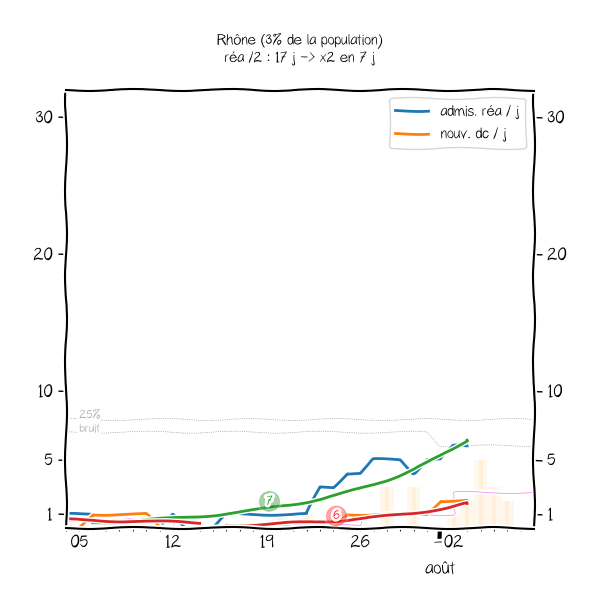 Rhône (3% de la population)
réa /2 : 17 j -> x2 en 7 j
admis. réa / j
nouv. dc / j
30
30
20
20
10
10
25%
bruit
5
5
7
6
1
1
05 12 19 26 02
août